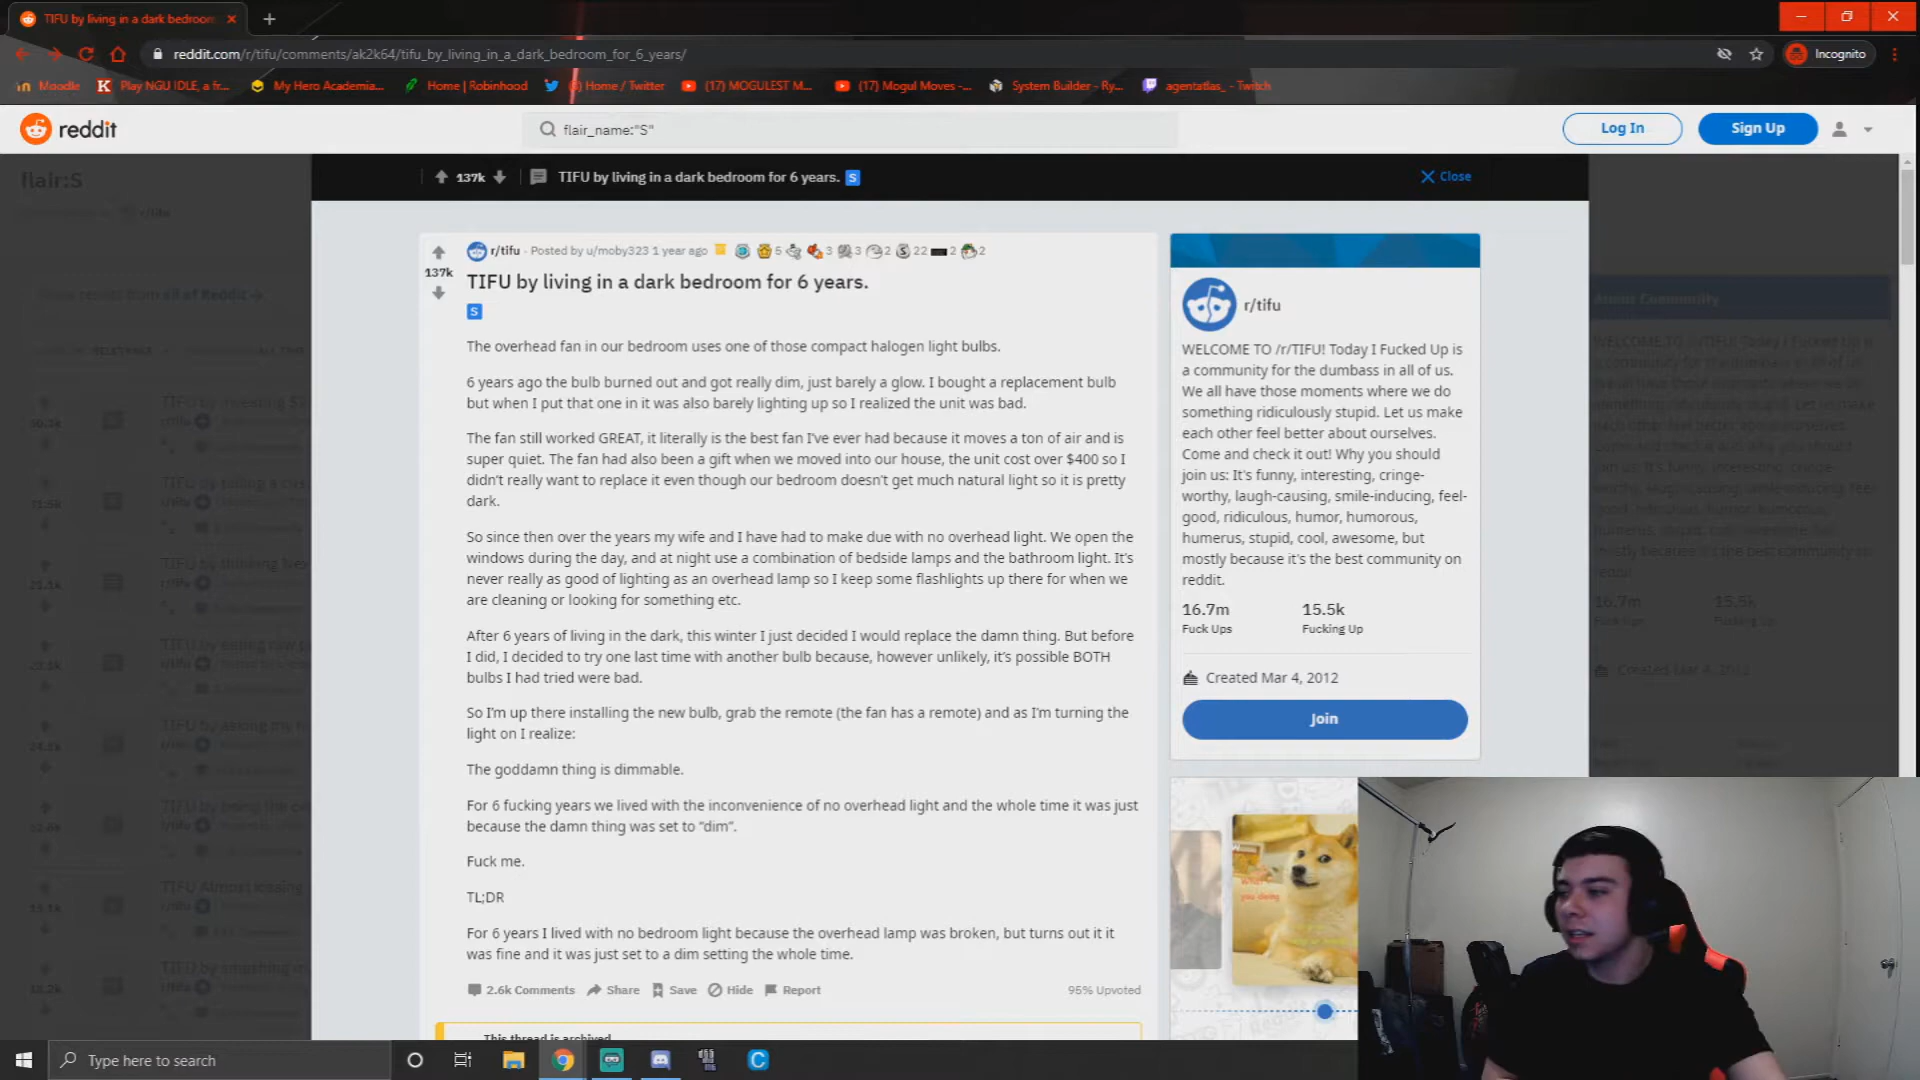 TIFU by living in a dark bedroom
reddit.com/r/tifu/comments/ak2k64/tifu_by_living_in_a_dark_bedroom_for_6_years/
Incognito
Moodle
Play NGU IDLE, a fr...
My Hero Academia...
Home | Robinhood
Home / Twitter
(17) MOGULEST M...
(17) Mogul Moves -...
System Builder - Ry...
agentatlas_ - Twitch
reddit
flair_name:"S"
Log In
Sign Up
flair:S
r/tifu
137k
TIFU by living in a dark bedroom for 6 years.
S
Close
r/tifu · Posted by u/moby323 1 year ago
5
3
3
2
22
2
2
137k
TIFU by living in a dark bedroom for 6 years.
S
The overhead fan in our bedroom uses one of those compact halogen light bulbs.
6 years ago the bulb burned out and got really dim, just barely a glow. I bought a replacement bulb
but when I put that one in it was also barely lighting up so I realized the unit was bad.
The fan still worked GREAT, it literally is the best fan I've ever had because it moves a ton of air and is
super quiet. The fan had also been a gift when we moved into our house, the unit cost over $400 so I
didn't really want to replace it even though our bedroom doesn't get much natural light so it is pretty
dark.
So since then over the years my wife and I have had to make due with no overhead light. We open the
windows during the day, and at night use a combination of bedside lamps and the bathroom light. It's
never really as good of lighting as an overhead lamp so I keep some flashlights up there for when we
are cleaning or looking for something etc.
After 6 years of living in the dark, this winter I just decided I would replace the damn thing. But before
I did, I decided to try one last time with another bulb because, however unlikely, it's possible BOTH
bulbs I had tried were bad.
So I'm up there installing the new bulb, grab the remote (the fan has a remote) and as I'm turning the
light on I realize:
The goddamn thing is dimmable.
For 6 fucking years we lived with the inconvenience of no overhead light and the whole time it was just
because the damn thing was set to "dim".
Fuck me.
TL;DR
For 6 years I lived with no bedroom light because the overhead lamp was broken, but turns out it it
was fine and it was just set to a dim setting the whole time.
2.6k Comments
Share
Save
Hide
Report
95% Upvoted
This thread is archived
r/tifu
WELCOME TO /r/TIFU! Today I Fucked Up is
a community for the dumbass in all of us.
We all have those moments where we do
something ridiculously stupid. Let us make
each other feel better about ourselves.
Come and check it out! Why you should
join us: It's funny, interesting, cringe-
worthy, laugh-causing, smile-inducing, feel-
good, ridiculous, humor, humorous,
humerus, stupid, cool, awesome, but
mostly because it's the best community on
reddit.
16.7m
15.5k
Fuck Ups
Fucking Up
Created Mar 4, 2012
Join
About Community
Created Mar 4, 2012
Type here to search